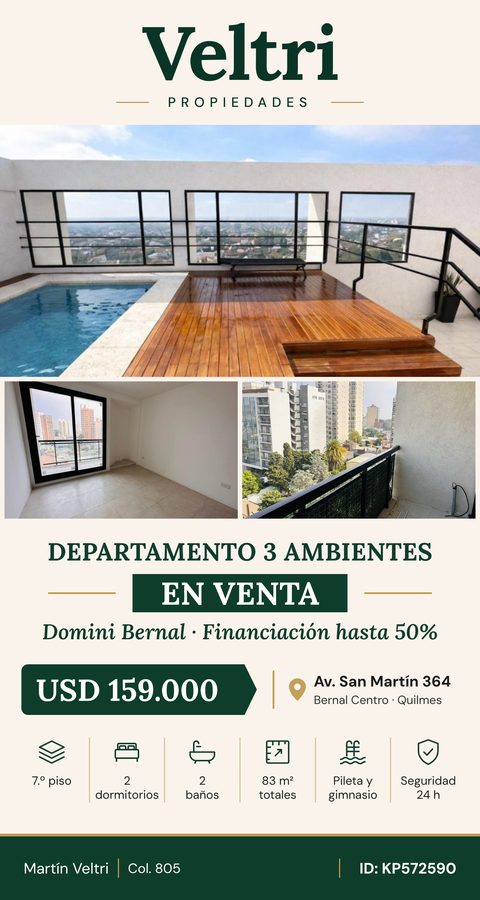 Veltri
PROPIEDADES
DEPARTAMENTO 3 AMBIENTES
EN VENTA
Domini Bernal · Financiación hasta 50%
USD 159.000
Av. San Martín 364
Bernal Centro · Quilmes
7.º piso
2
dormitorios
2
baños
83 m²
totales
Pileta y
gimnasio
Seguridad
24 h
Martín Veltri
Col. 805
ID: KP572590